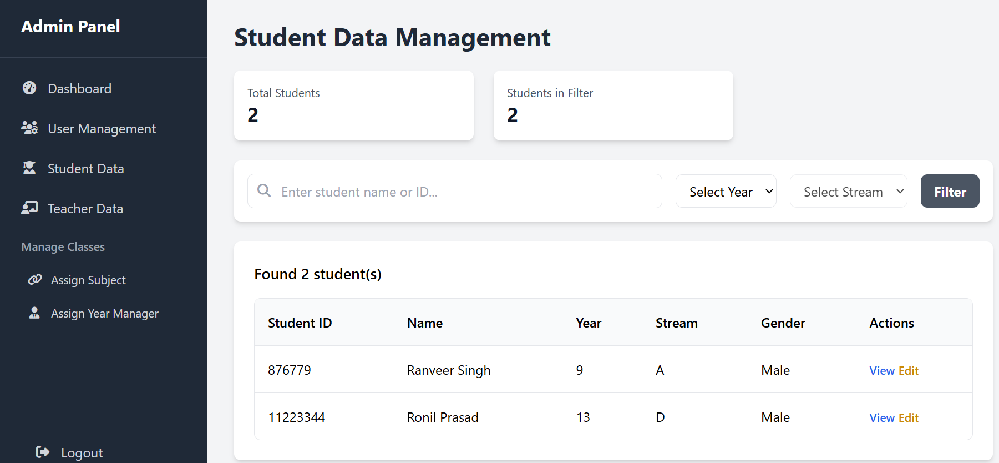 Admin Panel
Dashboard
User Management
Student Data
Teacher Data
Manage Classes
Assign Subject
Assign Year Manager
Logout
Student Data Management
Total Students
2
Students in Filter
2
Enter student name or ID...
Select Year
Select Stream
Filter
Found 2 student(s)
Student ID Name Year Stream Gender Actions
876779 Ranveer Singh 9 A Male View Edit
11223344 Ronil Prasad 13 D Male View Edit